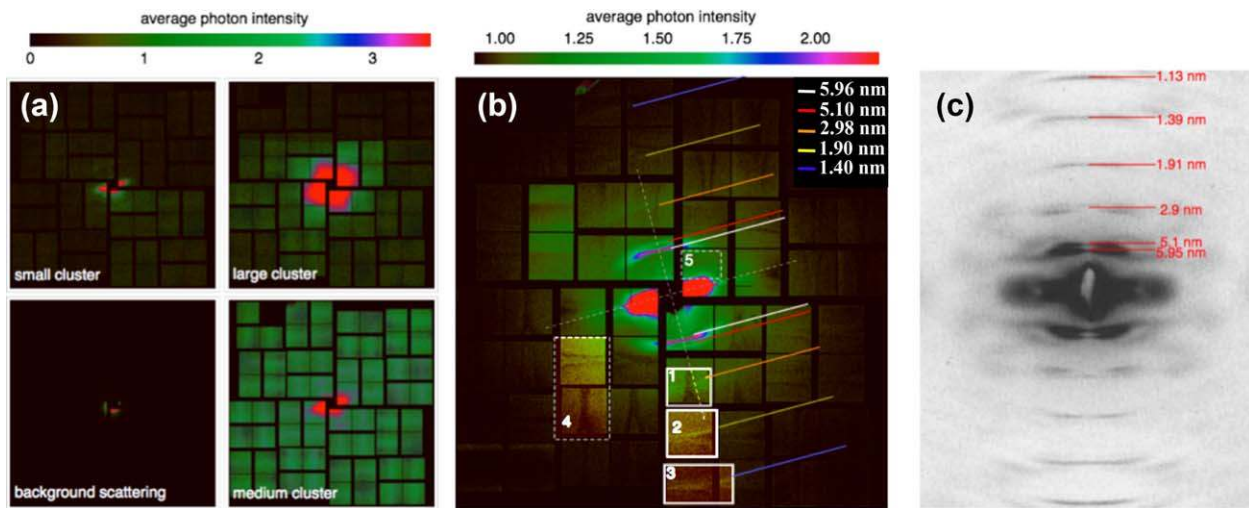 average photon intensity
0 1 2 3
(a)
small cluster
large cluster
background scattering
medium cluster
average photon intensity
1.00 1.25 1.50 1.75 2.00
(b)
5.96 nm
5.10 nm
2.98 nm
1.90 nm
1.40 nm
5
1
4
2
3
(c)
1.13 nm
1.39 nm
1.91 nm
2.9 nm
5.1 nm
5.95 nm